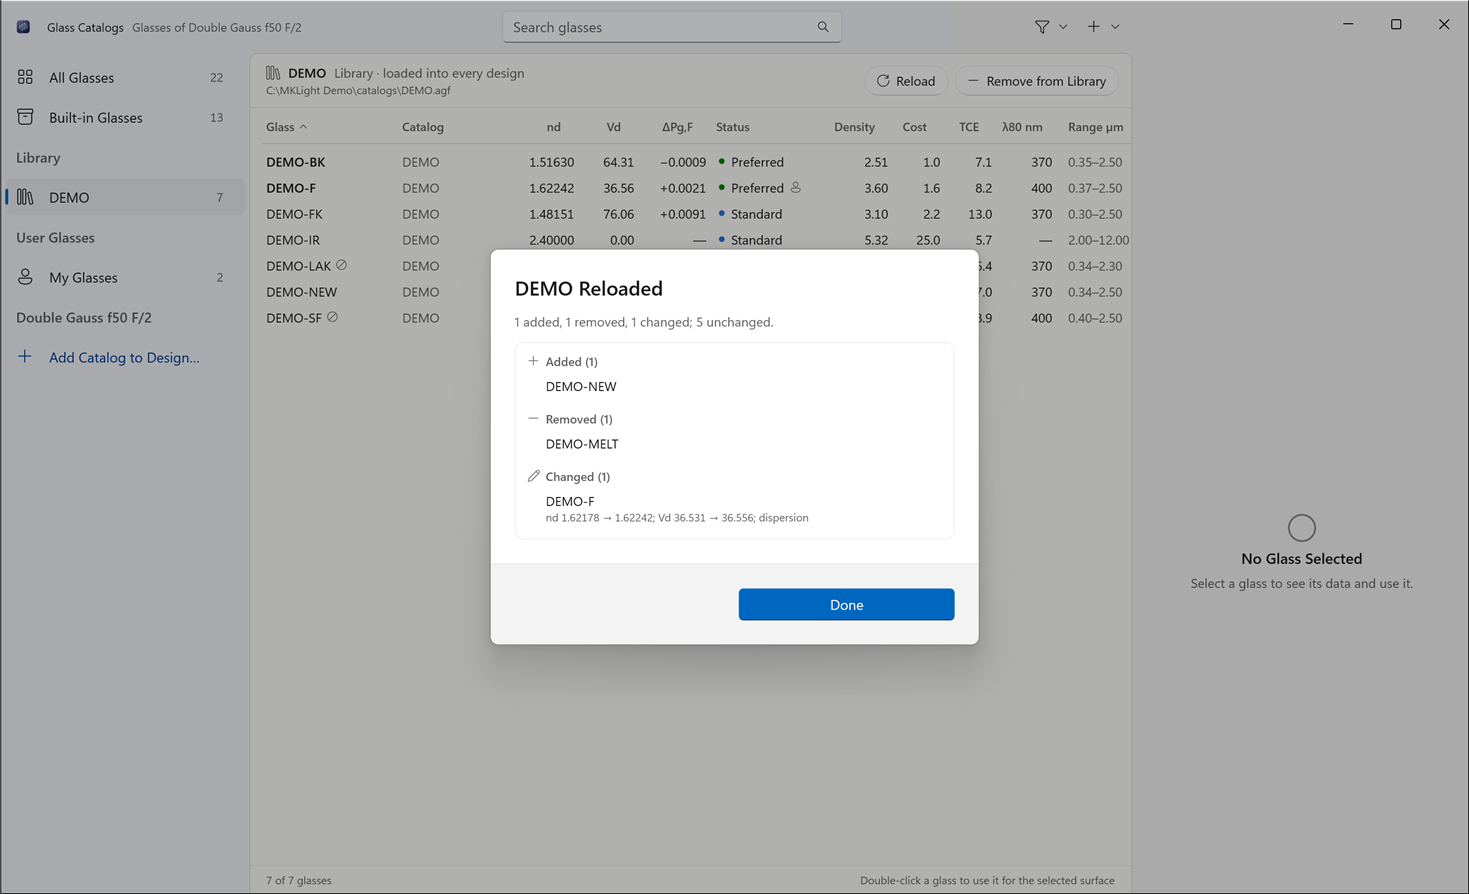 Glass Catalogs Glasses of Double Gauss f50 F/2
Search glasses
All Glasses 22
Built-in Glasses 13
Library
DEMO 7
User Glasses
My Glasses 2
Double Gauss f50 F/2
Add Catalog to Design...
DEMO Library · loaded into every design
C:\MKLight Demo\catalogs\DEMO.agf
Reload
Remove from Library
Glass Catalog nd Vd ΔPg,F Status Density Cost TCE λ80 nm Range μm
DEMO-BK DEMO 1.51630 64.31 −0.0009 Preferred 2.51 1.0 7.1 370 0.35–2.50
DEMO-F DEMO 1.62242 36.56 +0.0021 Preferred 3.60 1.6 8.2 400 0.37–2.50
DEMO-FK DEMO 1.48151 76.06 +0.0091 Standard 3.10 2.2 13.0 370 0.30–2.50
DEMO-IR DEMO 2.40000 0.00 — Standard 5.32 25.0 5.7 — 2.00–12.00
DEMO-LAK DEMO 370 0.34–2.30
DEMO-NEW DEMO 370 0.34–2.50
DEMO-SF DEMO 400 0.40–2.50
DEMO Reloaded
1 added, 1 removed, 1 changed; 5 unchanged.
Added (1)
DEMO-NEW
Removed (1)
DEMO-MELT
Changed (1)
DEMO-F
nd 1.62178 → 1.62242; Vd 36.531 → 36.556; dispersion
Done
No Glass Selected
Select a glass to see its data and use it.
7 of 7 glasses
Double-click a glass to use it for the selected surface